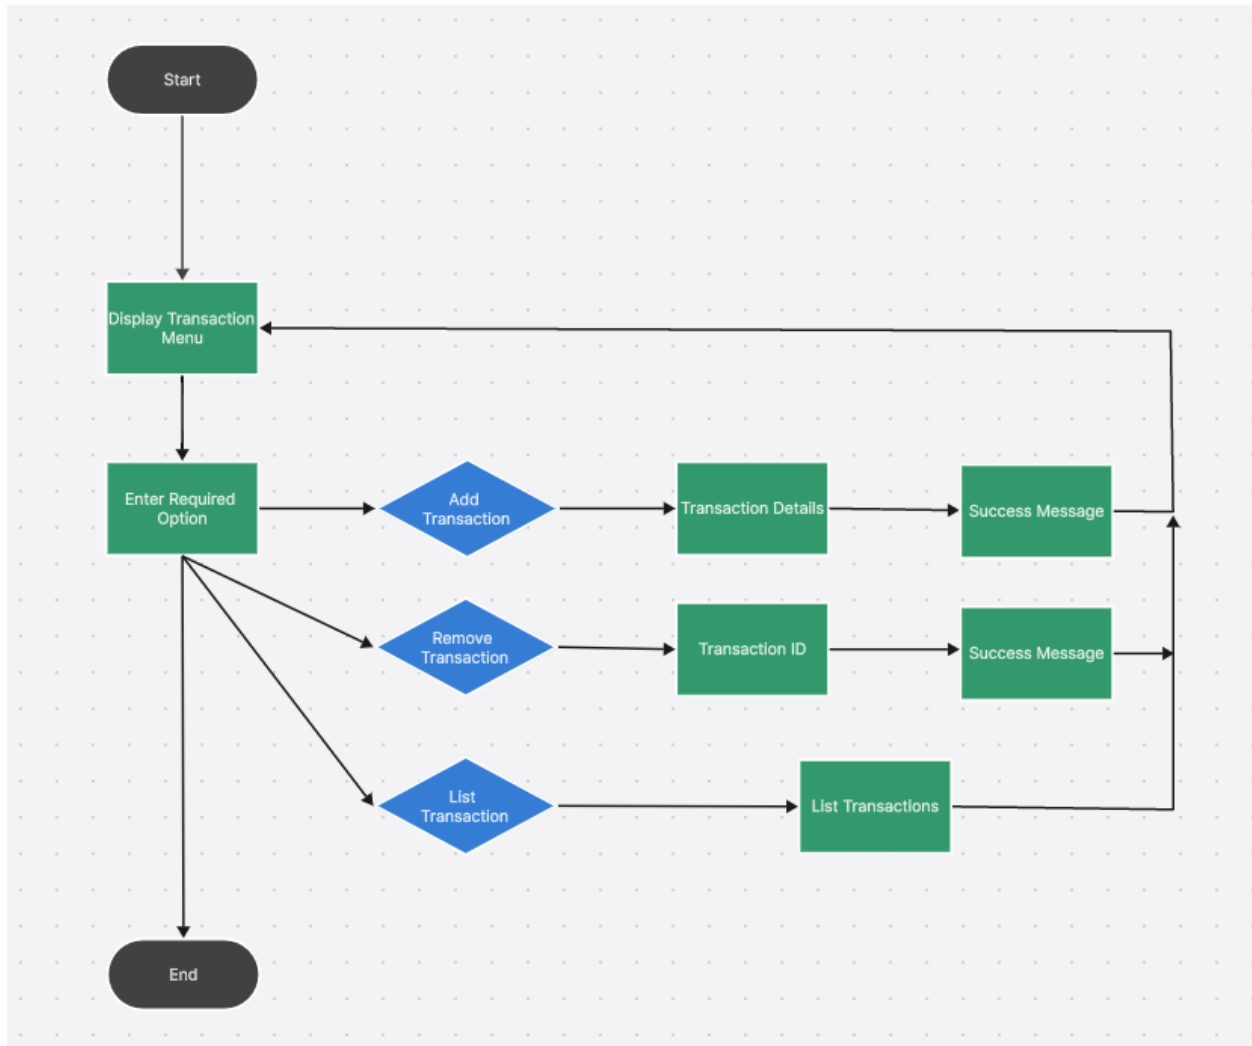 Start
Display Transaction
Menu
Enter Required
Option
Add
Transaction
Transaction Details
Success Message
Remove
Transaction
Transaction ID
Success Message
List
Transaction
List Transactions
End